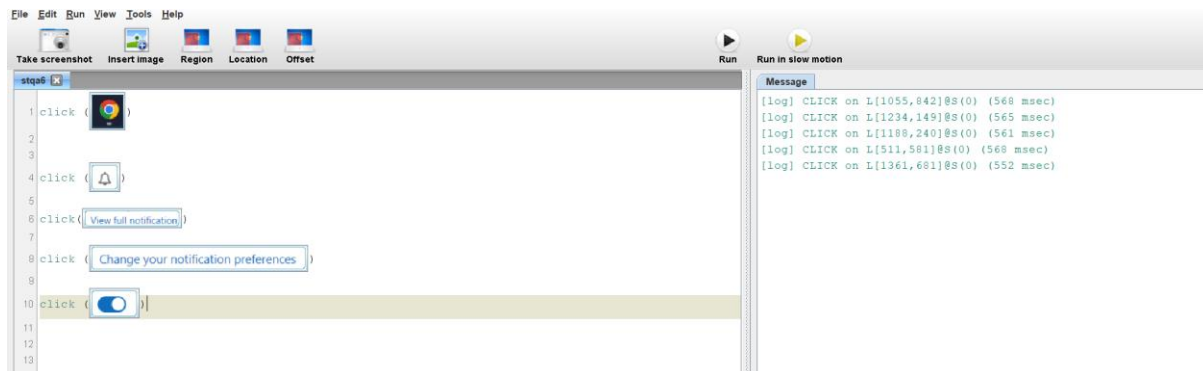 File Edit Run View Tools Help
Take screenshot Insert image Region Location Offset Run Run in slow motion
stqa6
1 click ( )
2
3
4 click ( )
5
6 click( View full notification )
7
8 click ( Change your notification preferences )
9
10 click ( )
11
12
13
Message
[log] CLICK on L[1055,842]@S(0) (568 msec)
[log] CLICK on L[1234,149]@S(0) (565 msec)
[log] CLICK on L[1188,240]@S(0) (561 msec)
[log] CLICK on L[511,581]@S(0) (568 msec)
[log] CLICK on L[1361,681]@S(0) (552 msec)